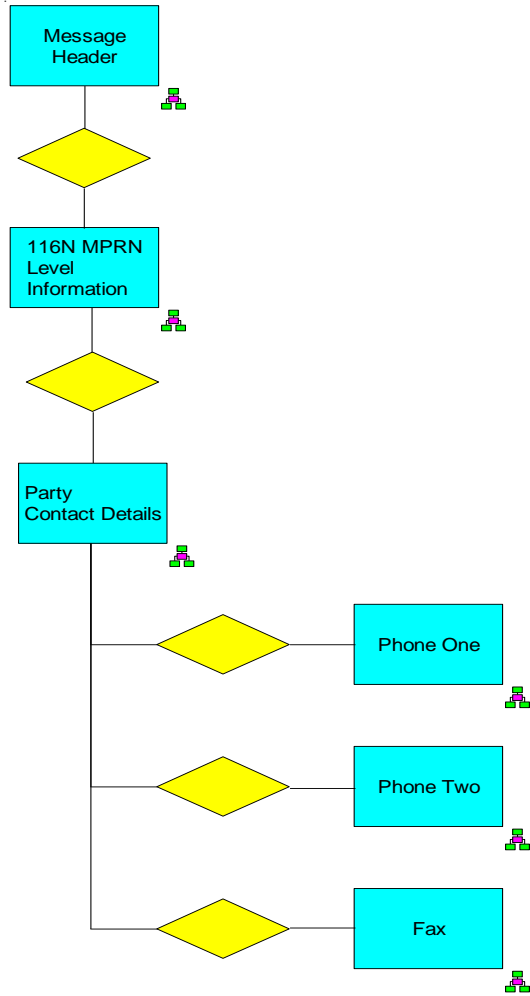 Message
Header
116N MPRN
Level
Information
Party
Contact Details
Phone One
Phone Two
Fax